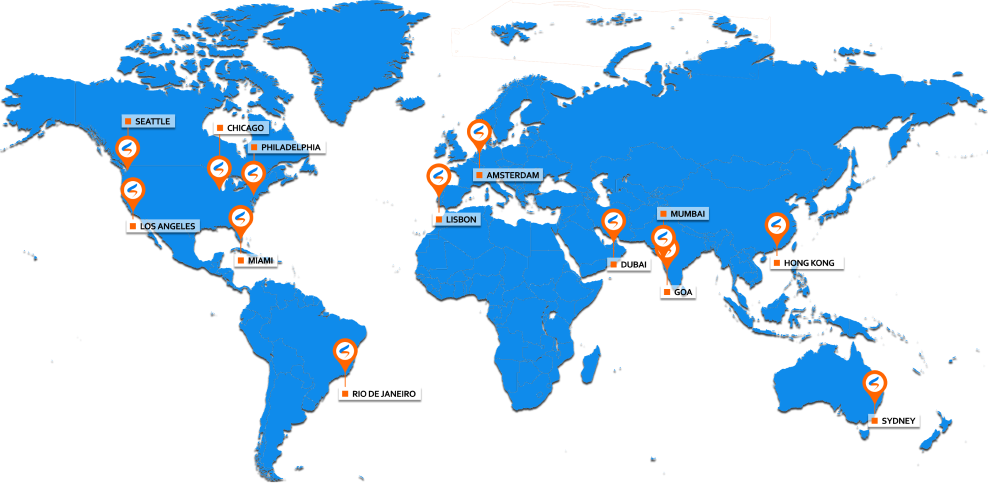 SEATTLE
CHICAGO
PHILADELPHIA
AMSTERDAM
LOS ANGELES
LISBON
MUMBAI
MIAMI
DUBAI
HONG KONG
GOA
RIO DE JANEIRO
SYDNEY